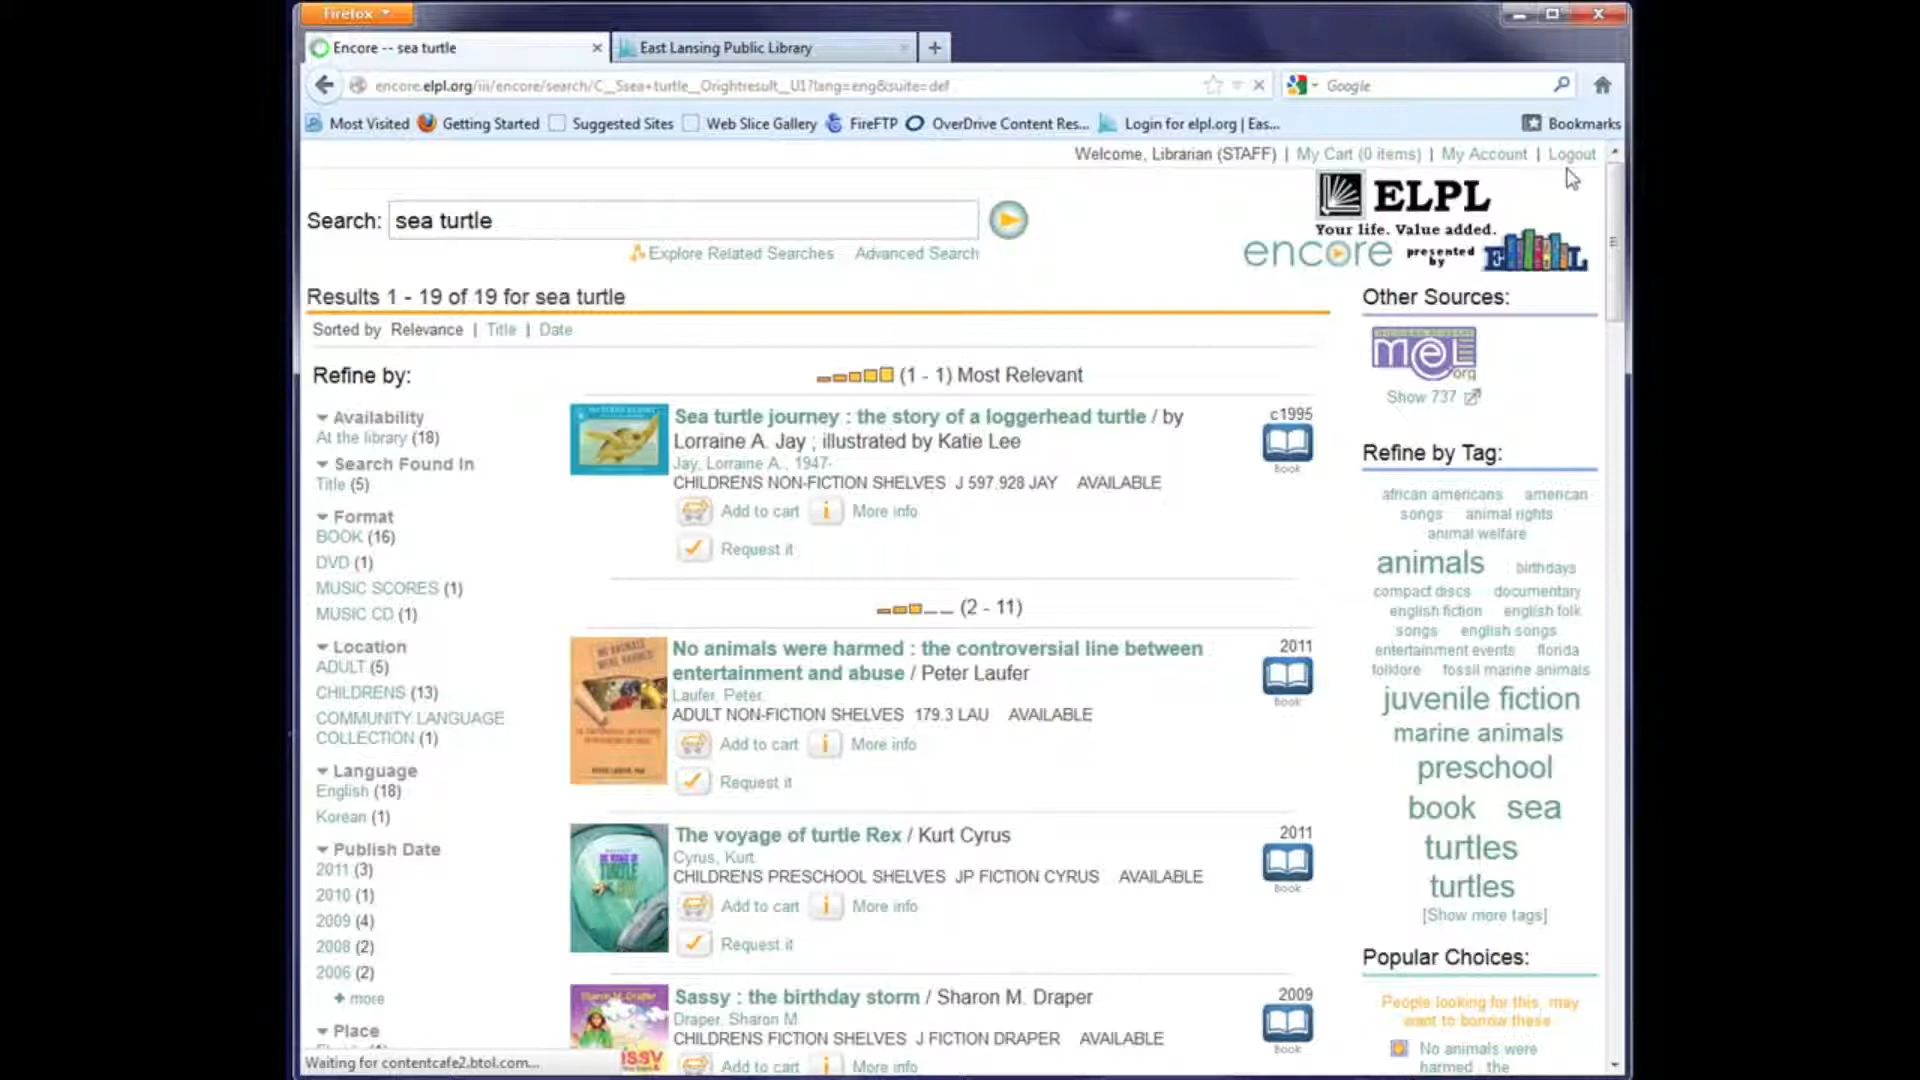 Firefox
Encore -- sea turtle
East Lansing Public Library
encore.elpl.org/iii/encore/search/C__Ssea+turtle__Orightresult__U1?lang=eng&suite=def
Google
Most Visited
Getting Started
Suggested Sites
Web Slice Gallery
FireFTP
OverDrive Content Res...
Login for elpl.org | Eas...
Bookmarks
Welcome, Librarian (STAFF) | My Cart (0 items) | My Account | Logout
ELPL
Your life. Value added.
encore presented by
Search: sea turtle
Explore Related Searches Advanced Search
Results 1 - 19 of 19 for sea turtle
Sorted by Relevance | Title | Date
Refine by:
Availability
At the library (18)
Search Found In
Title (5)
Format
BOOK (16)
DVD (1)
MUSIC SCORES (1)
MUSIC CD (1)
Location
ADULT (5)
CHILDRENS (13)
COMMUNITY LANGUAGE
COLLECTION (1)
Language
English (18)
Korean (1)
Publish Date
2011 (3)
2010 (1)
2009 (4)
2008 (2)
2006 (2)
+ more
Place
Waiting for contentcafe2.btol.com...
(1 - 1) Most Relevant
Sea turtle journey : the story of a loggerhead turtle / by
Lorraine A. Jay ; illustrated by Katie Lee
Jay, Lorraine A., 1947-
CHILDRENS NON-FICTION SHELVES J 597.928 JAY AVAILABLE
Add to cart More info
Request it
c1995
Book
(2 - 11)
No animals were harmed : the controversial line between
entertainment and abuse / Peter Laufer
Laufer, Peter.
ADULT NON-FICTION SHELVES 179.3 LAU AVAILABLE
Add to cart More info
Request it
2011
Book
The voyage of turtle Rex / Kurt Cyrus
Cyrus, Kurt.
CHILDRENS PRESCHOOL SHELVES JP FICTION CYRUS AVAILABLE
Add to cart More info
Request it
2011
Book
Sassy : the birthday storm / Sharon M. Draper
Draper, Sharon M.
CHILDRENS FICTION SHELVES J FICTION DRAPER AVAILABLE
Add to cart More info
2009
Book
Other Sources:
mel
.org
Show 737
Refine by Tag:
african americans american
songs animal rights
animal welfare
animals birthdays
compact discs documentary
english fiction english folk
songs english songs
entertainment events florida
folklore fossil marine animals
juvenile fiction
marine animals
preschool
book sea
turtles
turtles
[Show more tags]
Popular Choices:
People looking for this, may
want to borrow these
No animals were
harmed : the